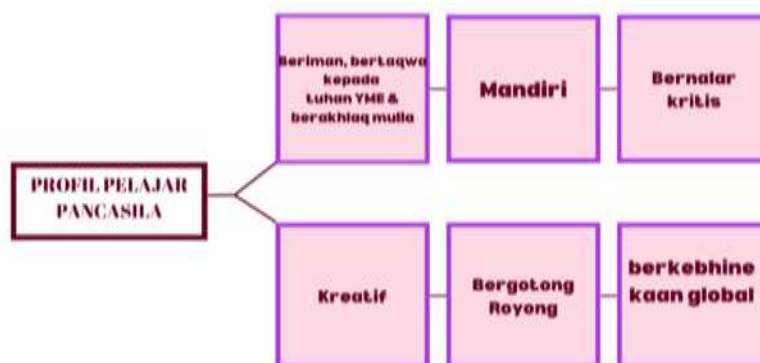 PROFIL PELAJAR
PANCASILA
Beriman, bertaqwa
kepada
tuhan YME &
berakhlaq mulia
Mandiri
Bernalar
kritis
Kreatif
Bergotong
Royong
berkebhine
kaan global